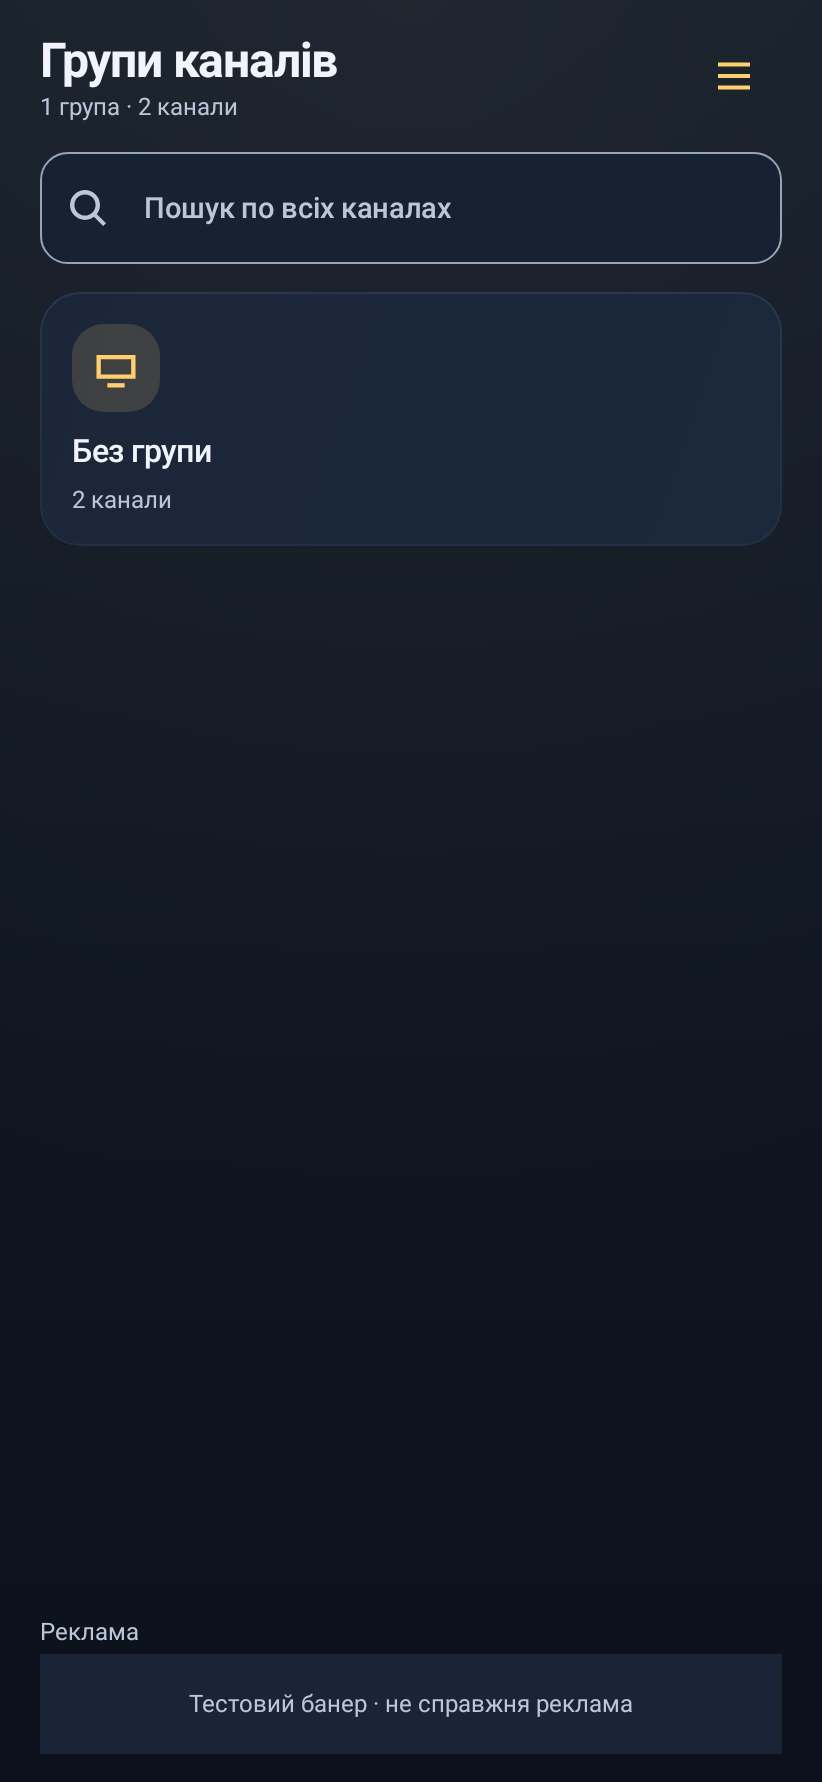 Групи каналів
1 група · 2 канали
Пошук по всіх каналах
Без групи
2 канали
Реклама
Тестовий банер · не справжня реклама